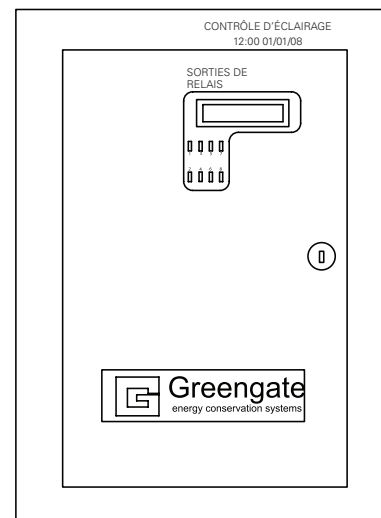 CONTRÔLE D'ÉCLAIRAGE
12:00 01/01/08
SORTIES DE
RELAIS
Greengate
energy conservation systems